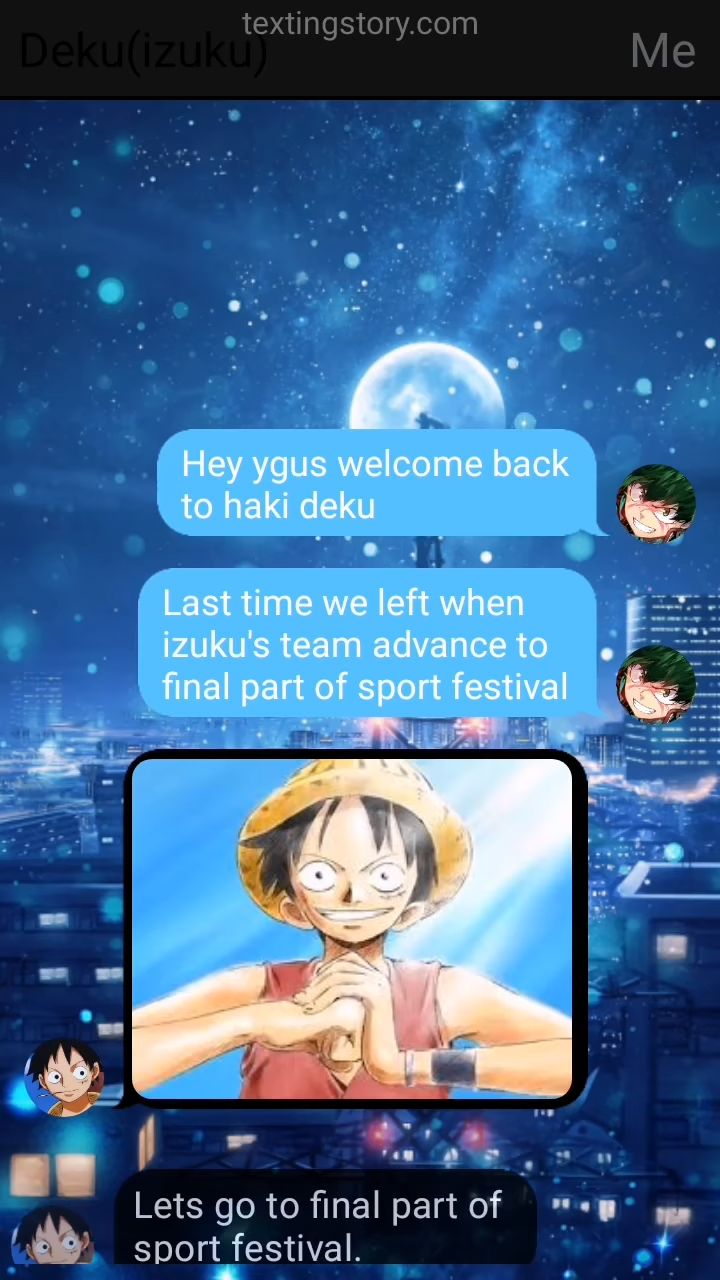 textingstory.com
Deku(izuku)
Me
Hey ygus welcome back
to haki deku
Last time we left when
izuku's team advance to
final part of sport festival
Lets go to final part of
sport festival.